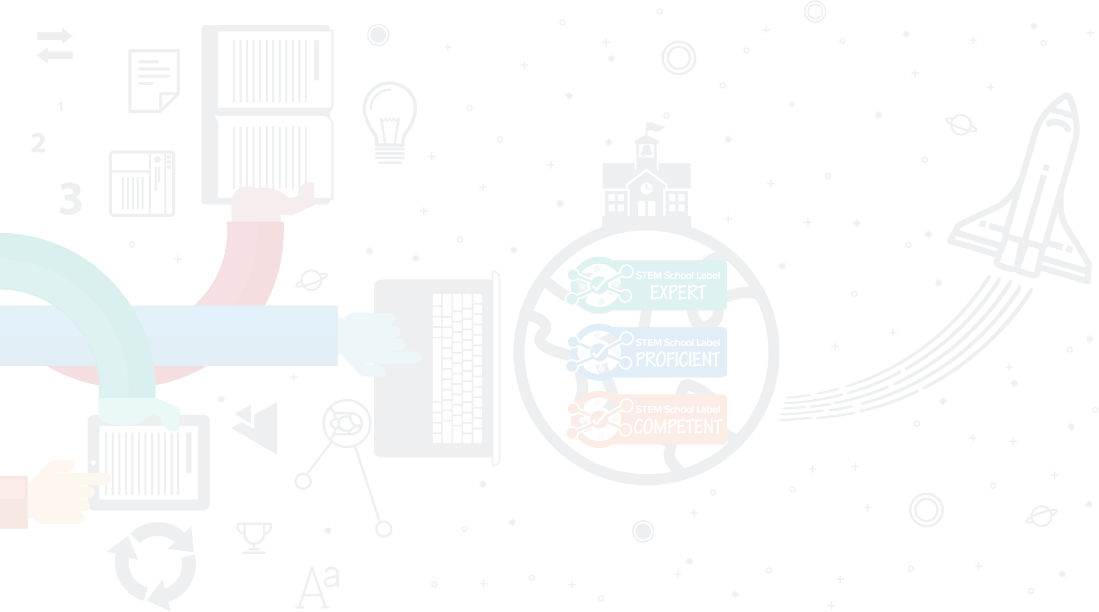 1
2
3
STEM School Label
EXPERT
STEM School Label
PROFICIENT
STEM School Label
COMPETENT
Aa